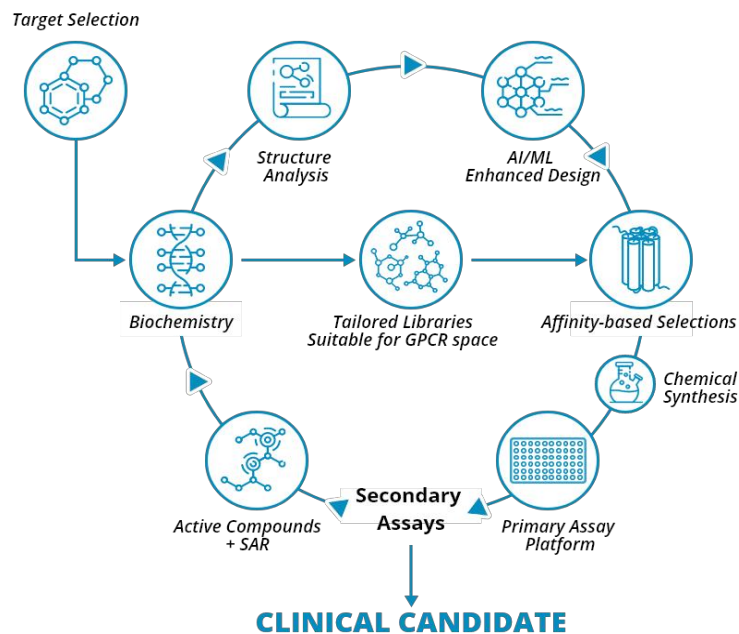 Target Selection
Structure
Analysis
AI/ML
Enhanced Design
Biochemistry
Tailored Libraries
Suitable for GPCR space
Affinity-based Selections
Chemical
Synthesis
Active Compounds
+ SAR
Secondary
Assays
Primary Assay
Platform
CLINICAL CANDIDATE